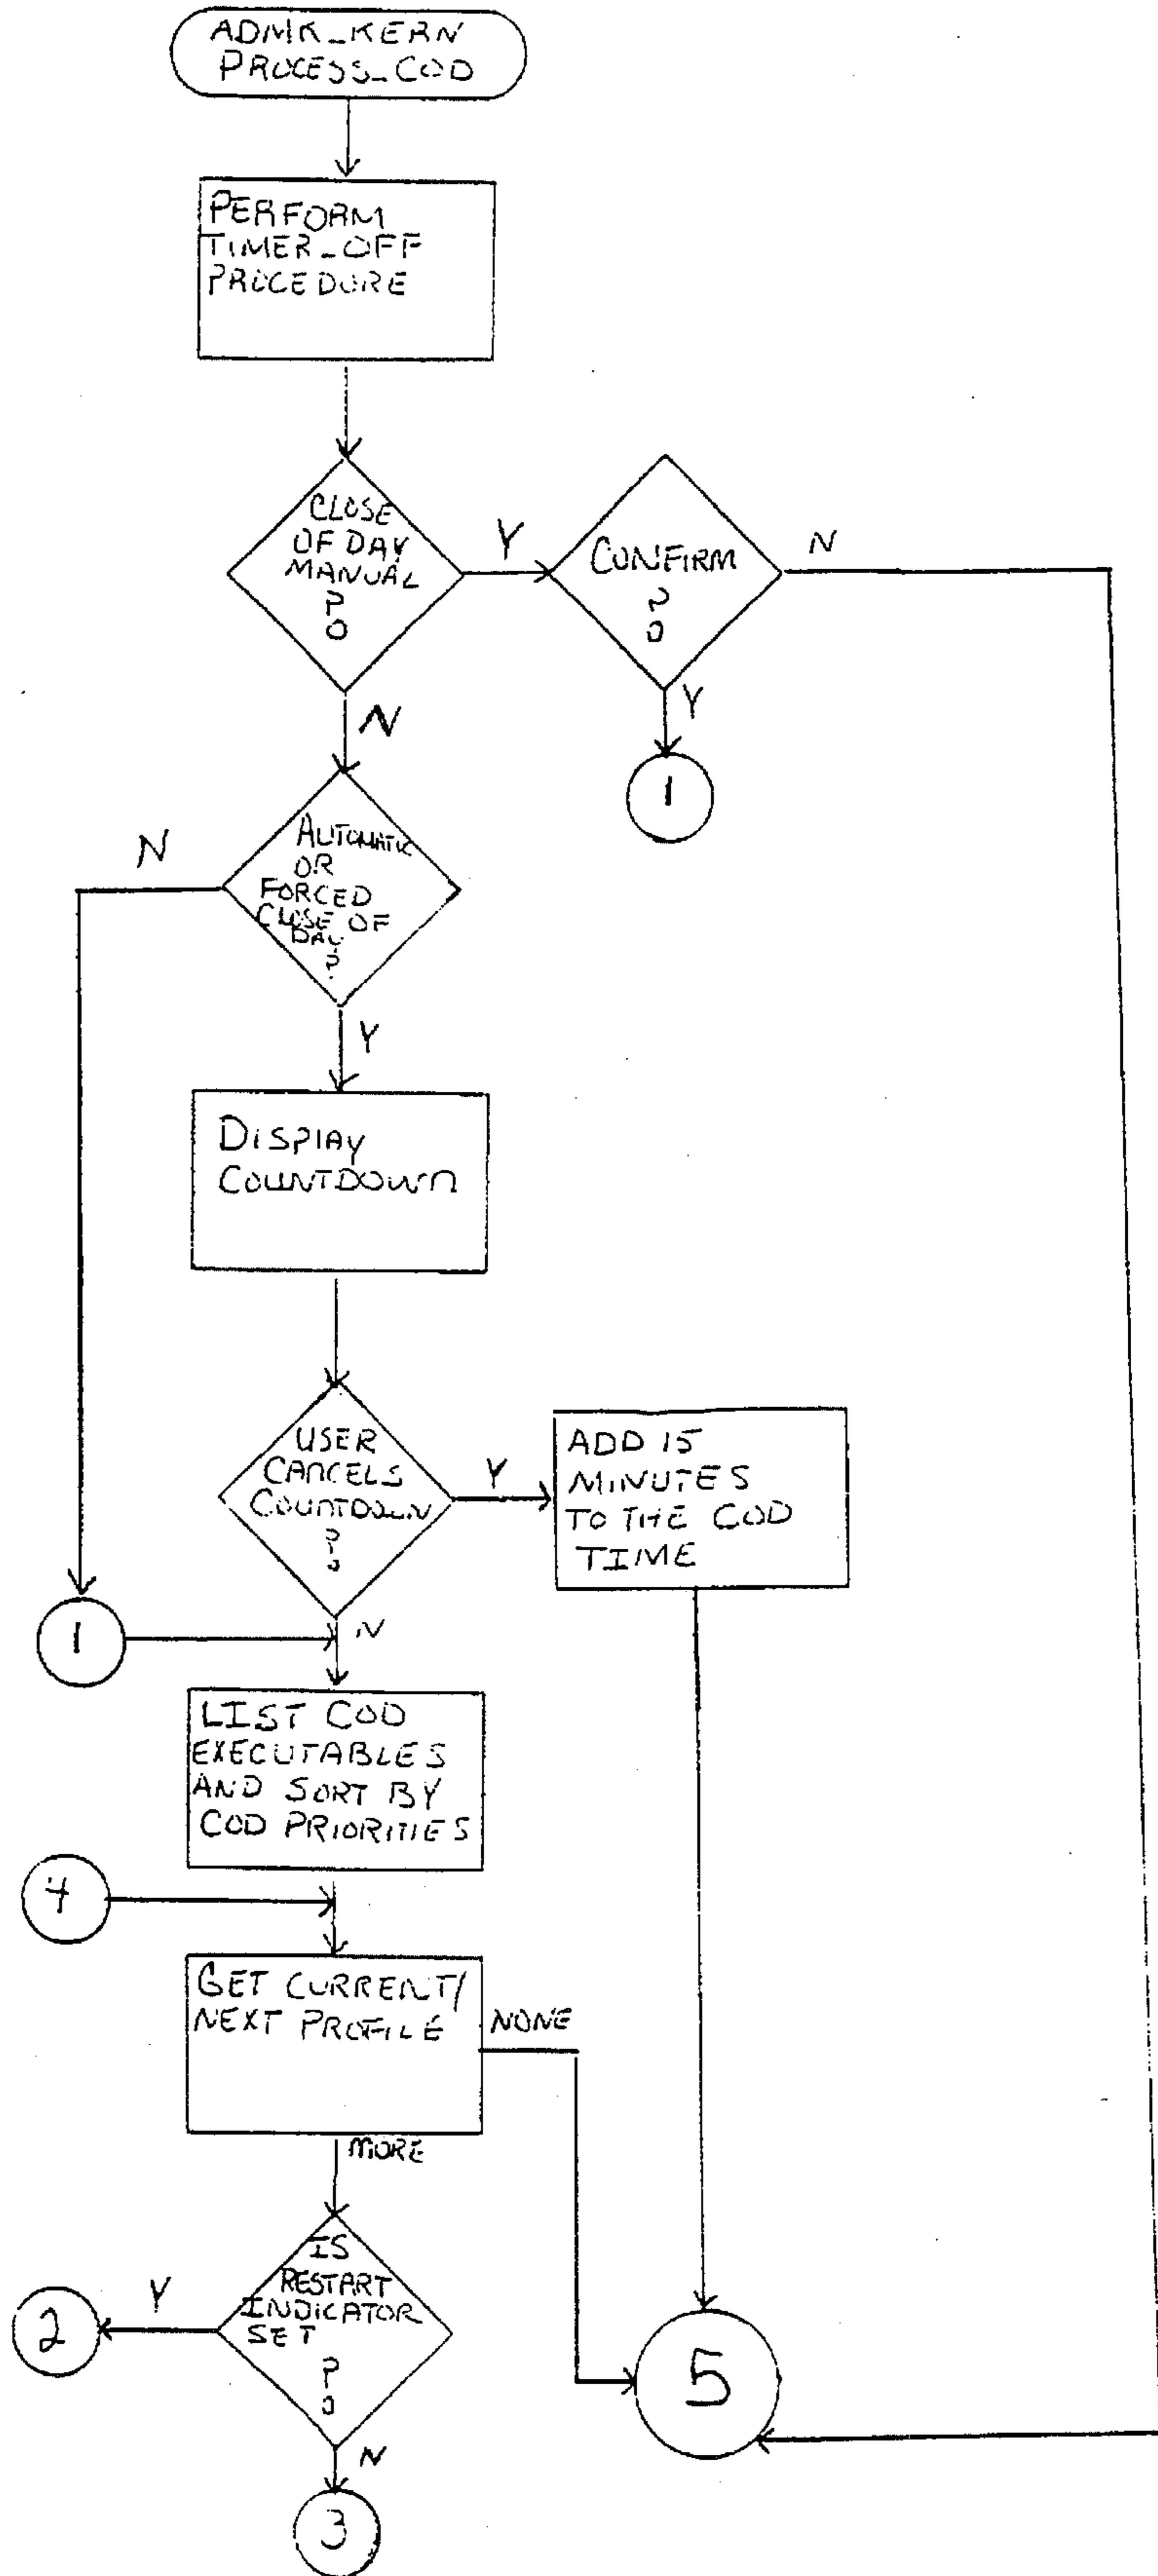 ADMK_KERN
PROCESS_COD
PERFORM
TIMER_OFF
PROCEDURE
CLOSE
OF DAY
MANUAL
?
Y
CONFIRM
?
N
Y
1
N
AUTOMATIC
OR
FORCED
CLOSE OF
DAY
?
N
Y
DISPLAY
COUNTDOWN
USER
CANCELS
COUNTDOWN
?
Y
ADD 15
MINUTES
TO THE COD
TIME
N
1
LIST COD
EXECUTABLES
AND SORT BY
COD PRIORITIES
4
GET CURRENT/
NEXT PROFILE
NONE
MORE
IS
RESTART
INDICATOR
SET
?
Y
2
5
N
3